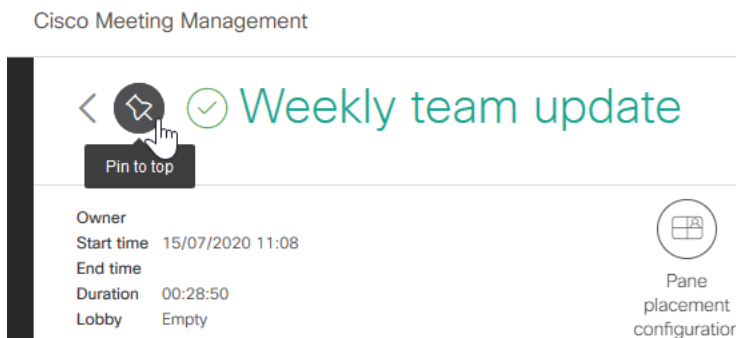 Cisco Meeting Management
Weekly team update
Pin to top
Owner
Start time 15/07/2020 11:08
End time
Duration 00:28:50
Lobby Empty
Pane
placement
configuration